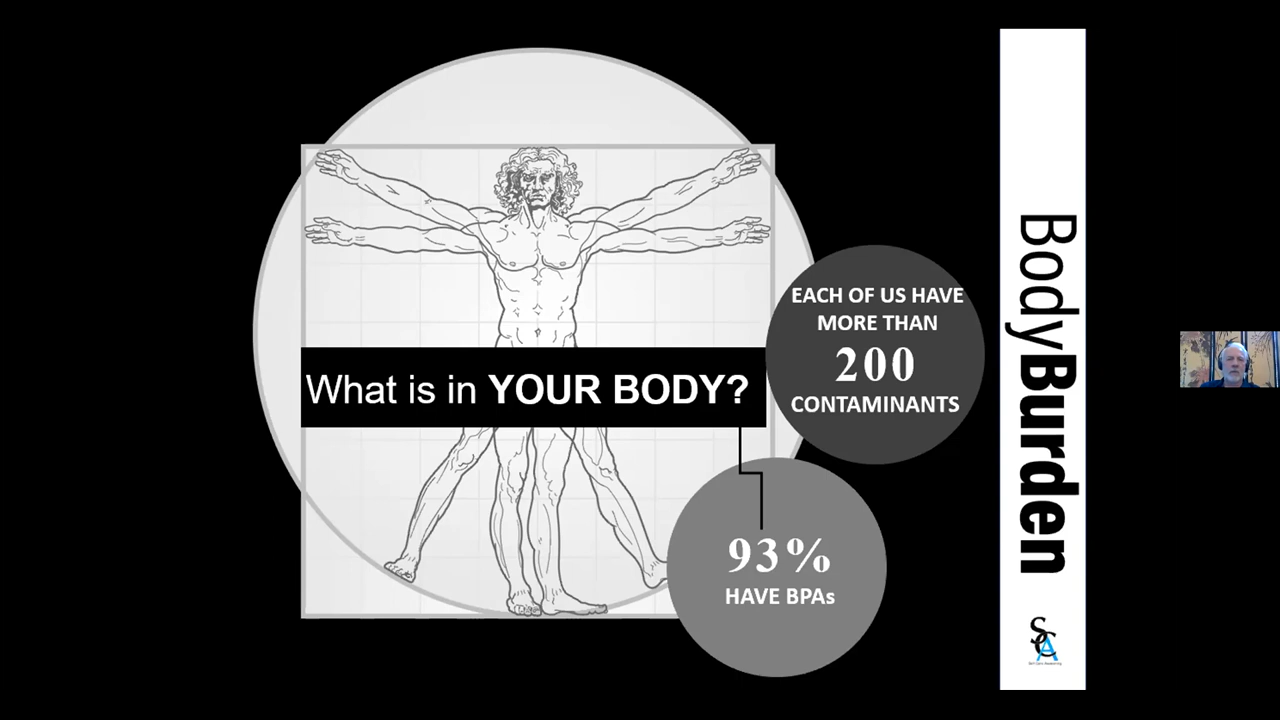 What is in YOUR BODY?
EACH OF US HAVE
MORE THAN
200
CONTAMINANTS
93%
HAVE BPAs
BodyBurden
SCA